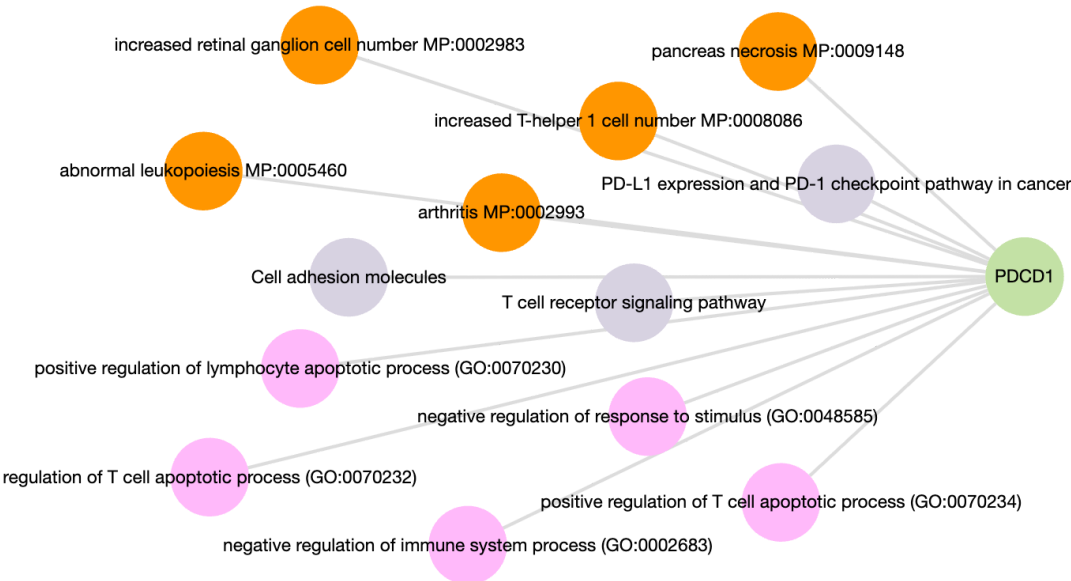 increased retinal ganglion cell number MP:0002983
pancreas necrosis MP:0009148
increased T-helper 1 cell number MP:0008086
abnormal leukopoiesis MP:0005460
PD-L1 expression and PD-1 checkpoint pathway in cancer
arthritis MP:0002993
Cell adhesion molecules
PDCD1
T cell receptor signaling pathway
positive regulation of lymphocyte apoptotic process (GO:0070230)
negative regulation of response to stimulus (GO:0048585)
regulation of T cell apoptotic process (GO:0070232)
positive regulation of T cell apoptotic process (GO:0070234)
negative regulation of immune system process (GO:0002683)